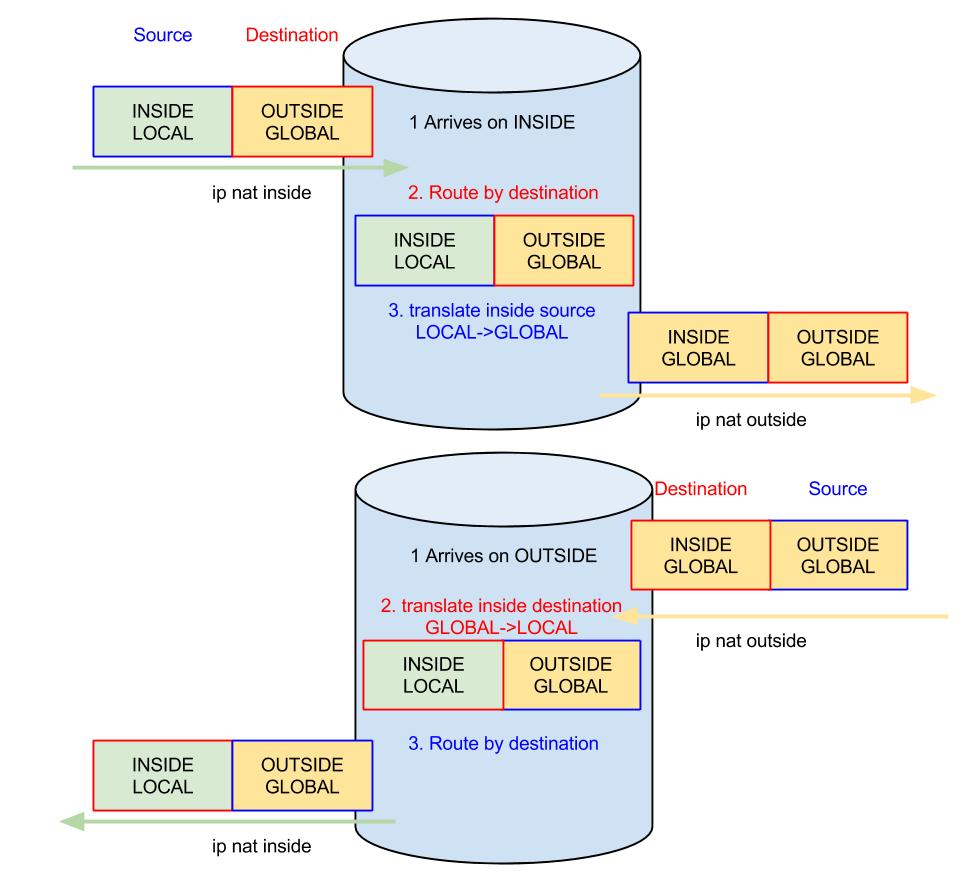 Source Destination
INSIDE OUTSIDE
LOCAL GLOBAL
ip nat inside
1 Arrives on INSIDE
2. Route by destination
INSIDE OUTSIDE
LOCAL GLOBAL
3. translate inside source
LOCAL->GLOBAL
INSIDE OUTSIDE
GLOBAL GLOBAL
ip nat outside
Destination Source
INSIDE OUTSIDE
GLOBAL GLOBAL
ip nat outside
1 Arrives on OUTSIDE
2. translate inside destination
GLOBAL->LOCAL
INSIDE OUTSIDE
LOCAL GLOBAL
3. Route by destination
INSIDE OUTSIDE
LOCAL GLOBAL
ip nat inside